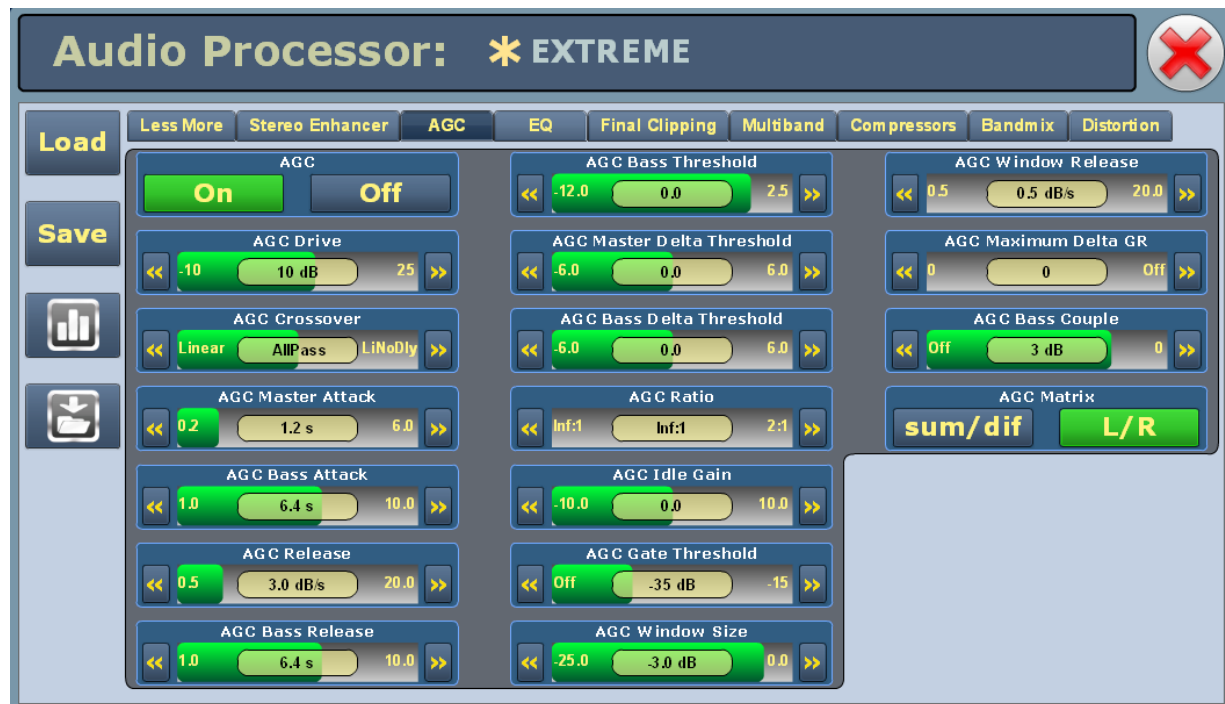 Audio Processor: * EXTREME
Load
Save
Less More Stereo Enhancer AGC EQ Final Clipping Multiband Compressors Bandmix Distortion
AGC
On Off
AGC Drive
<< -10 10 dB 25 >>
AGC Crossover
<< Linear AllPass LiNoDly >>
AGC Master Attack
<< 0.2 1.2 s 6.0 >>
AGC Bass Attack
<< 1.0 6.4 s 10.0 >>
AGC Release
<< 0.5 3.0 dB/s 20.0 >>
AGC Bass Release
<< 1.0 6.4 s 10.0 >>
AGC Bass Threshold
<< -12.0 0.0 2.5 >>
AGC Master Delta Threshold
<< -6.0 0.0 6.0 >>
AGC Bass Delta Threshold
<< -6.0 0.0 6.0 >>
AGC Ratio
<< Inf:1 Inf:1 2:1 >>
AGC Idle Gain
<< -10.0 0.0 10.0 >>
AGC Gate Threshold
<< Off -35 dB -15 >>
AGC Window Size
<< -25.0 -3.0 dB 0.0 >>
AGC Window Release
<< 0.5 0.5 dB/s 20.0 >>
AGC Maximum Delta GR
<< 0 0 Off >>
AGC Bass Couple
<< Off 3 dB 0 >>
AGC Matrix
sum/dif L/R